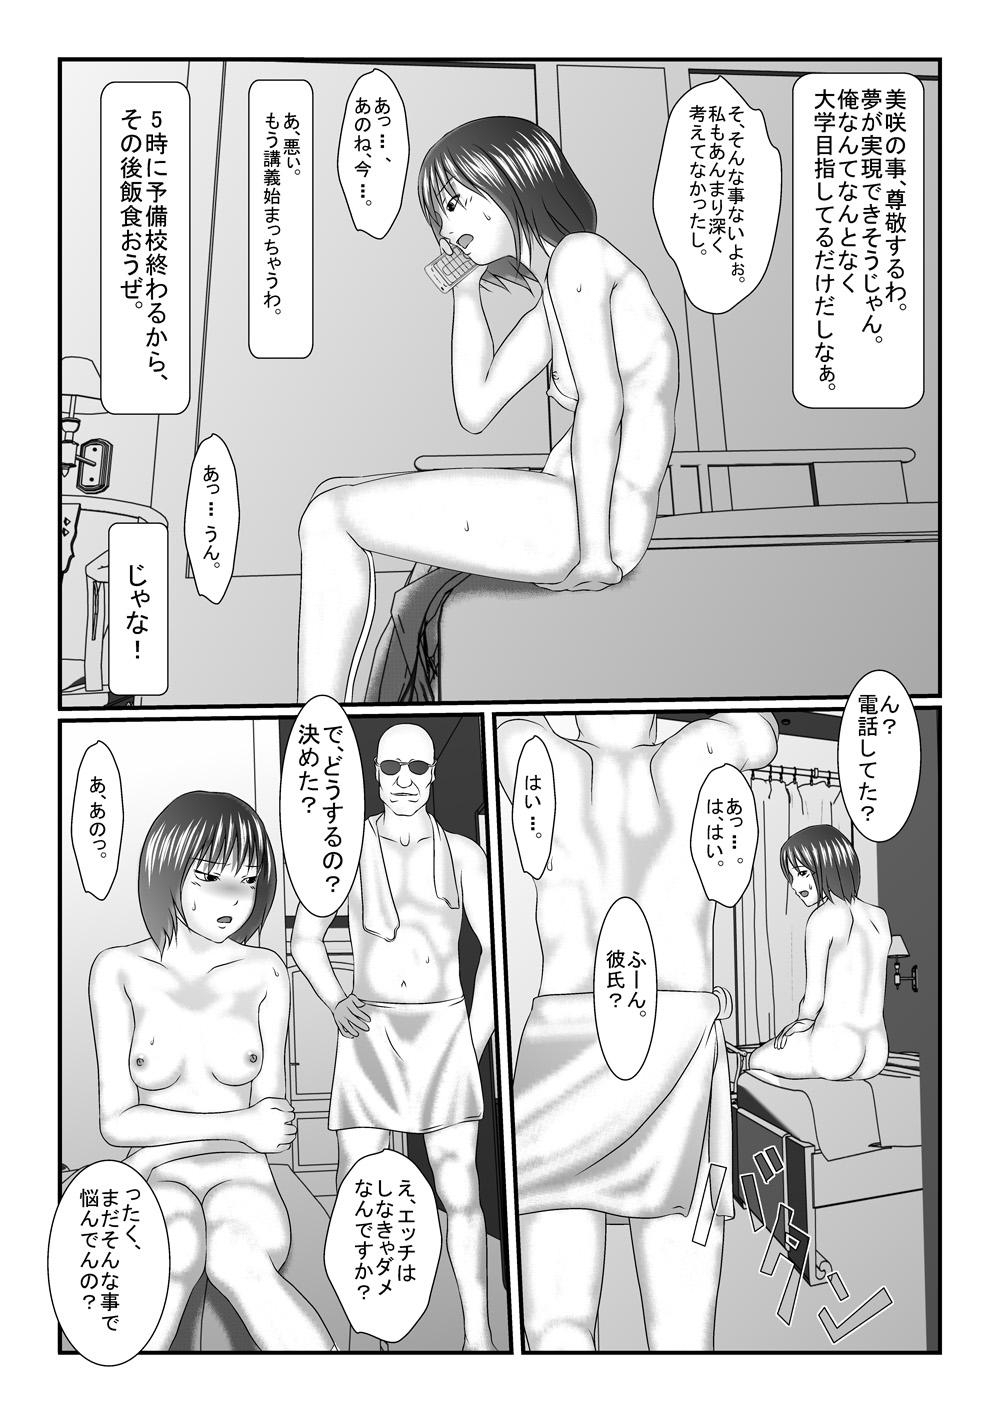 美咲の事、尊敬するわ。
夢が実現できそうじゃん。
俺なんてなんとなく
大学目指してるだけだしなぁ。
そ、そんな事ないよぉ。
私もあんまり深く
考えてなかったし。
あっ…、
あのね、今…。
あ、悪い。
もう講義始まっちゃうわ。
5時に予備校終わるから、
その後飯食おうぜ。
あっ…うん。
じゃな!
ん?
電話してた?
あっ…。
は、はい。
ふーん。
彼氏?
はい…。
ガタガタッ
で、どうするの?
決めた?
あ、あのっ。
え、エッチは
しなきゃダメ
なんですか?
ったく、
まだそんな事で
悩んでんの?